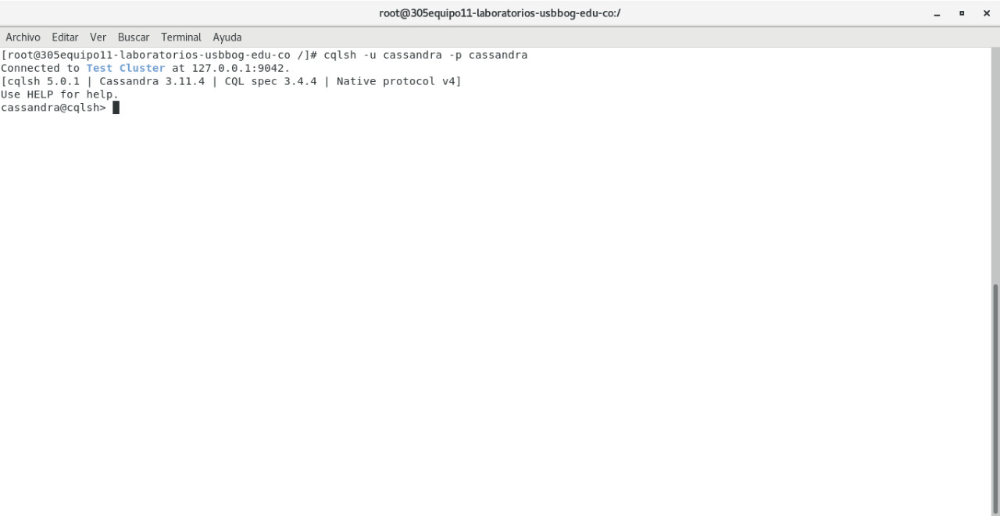 root@305equipo11-laboratorios-usbbog-edu-co:/
Archivo Editar Ver Buscar Terminal Ayuda
[root@305equipo11-laboratorios-usbbog-edu-co /]# cqlsh -u cassandra -p cassandra
Connected to Test Cluster at 127.0.0.1:9042.
[cqlsh 5.0.1 | Cassandra 3.11.4 | CQL spec 3.4.4 | Native protocol v4]
Use HELP for help.
cassandra@cqlsh>